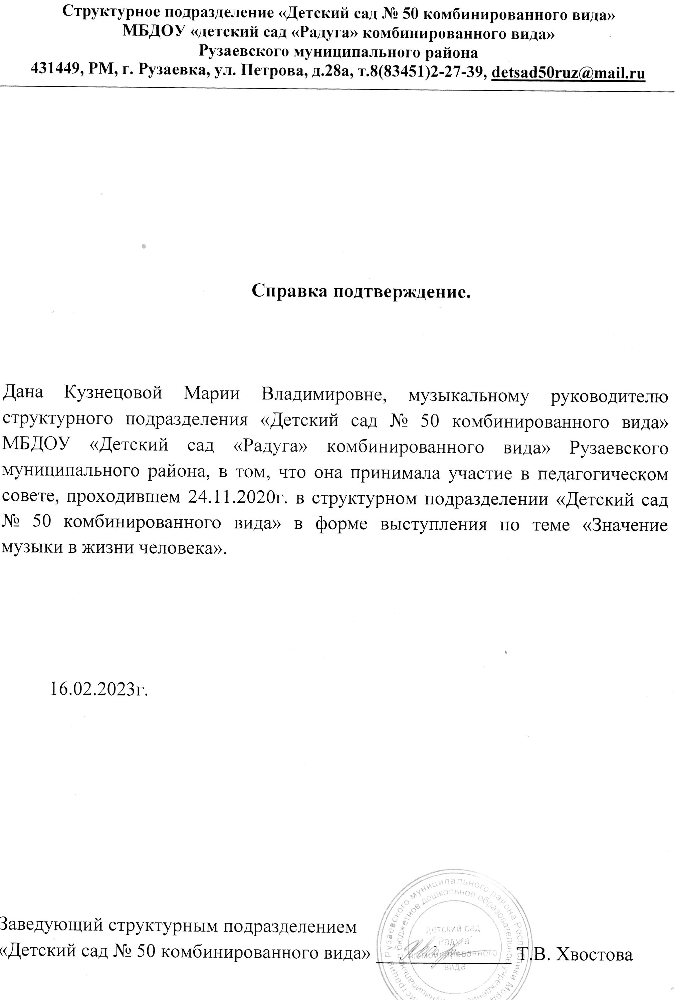 Структурное подразделение «Детский сад № 50 комбинированного вида»
МБДОУ «детский сад «Радуга» комбинированного вида»
Рузаевского муниципального района
431449, РМ, г. Рузаевка, ул. Петрова, д.28а, т.8(83451)2-27-39, detsad50ruz@mail.ru
Справка подтверждение.
Дана Кузнецовой Марии Владимировне, музыкальному руководителю
структурного подразделения «Детский сад № 50 комбинированного вида»
МБДОУ «Детский сад «Радуга» комбинированного вида» Рузаевского
муниципального района, в том, что она принимала участие в педагогическом
совете, проходившем 24.11.2020г. в структурном подразделении «Детский сад
№ 50 комбинированного вида» в форме выступления по теме «Значение
музыки в жизни человека».
16.02.2023г.
Заведующий структурным подразделением
«Детский сад № 50 комбинированного вида» Т.В. Хвостова
Рузаевского муниципального района Республики
бюджетное дошкольное образовательное учреждение
детский сад
"Радуга"
комбинированного
вида